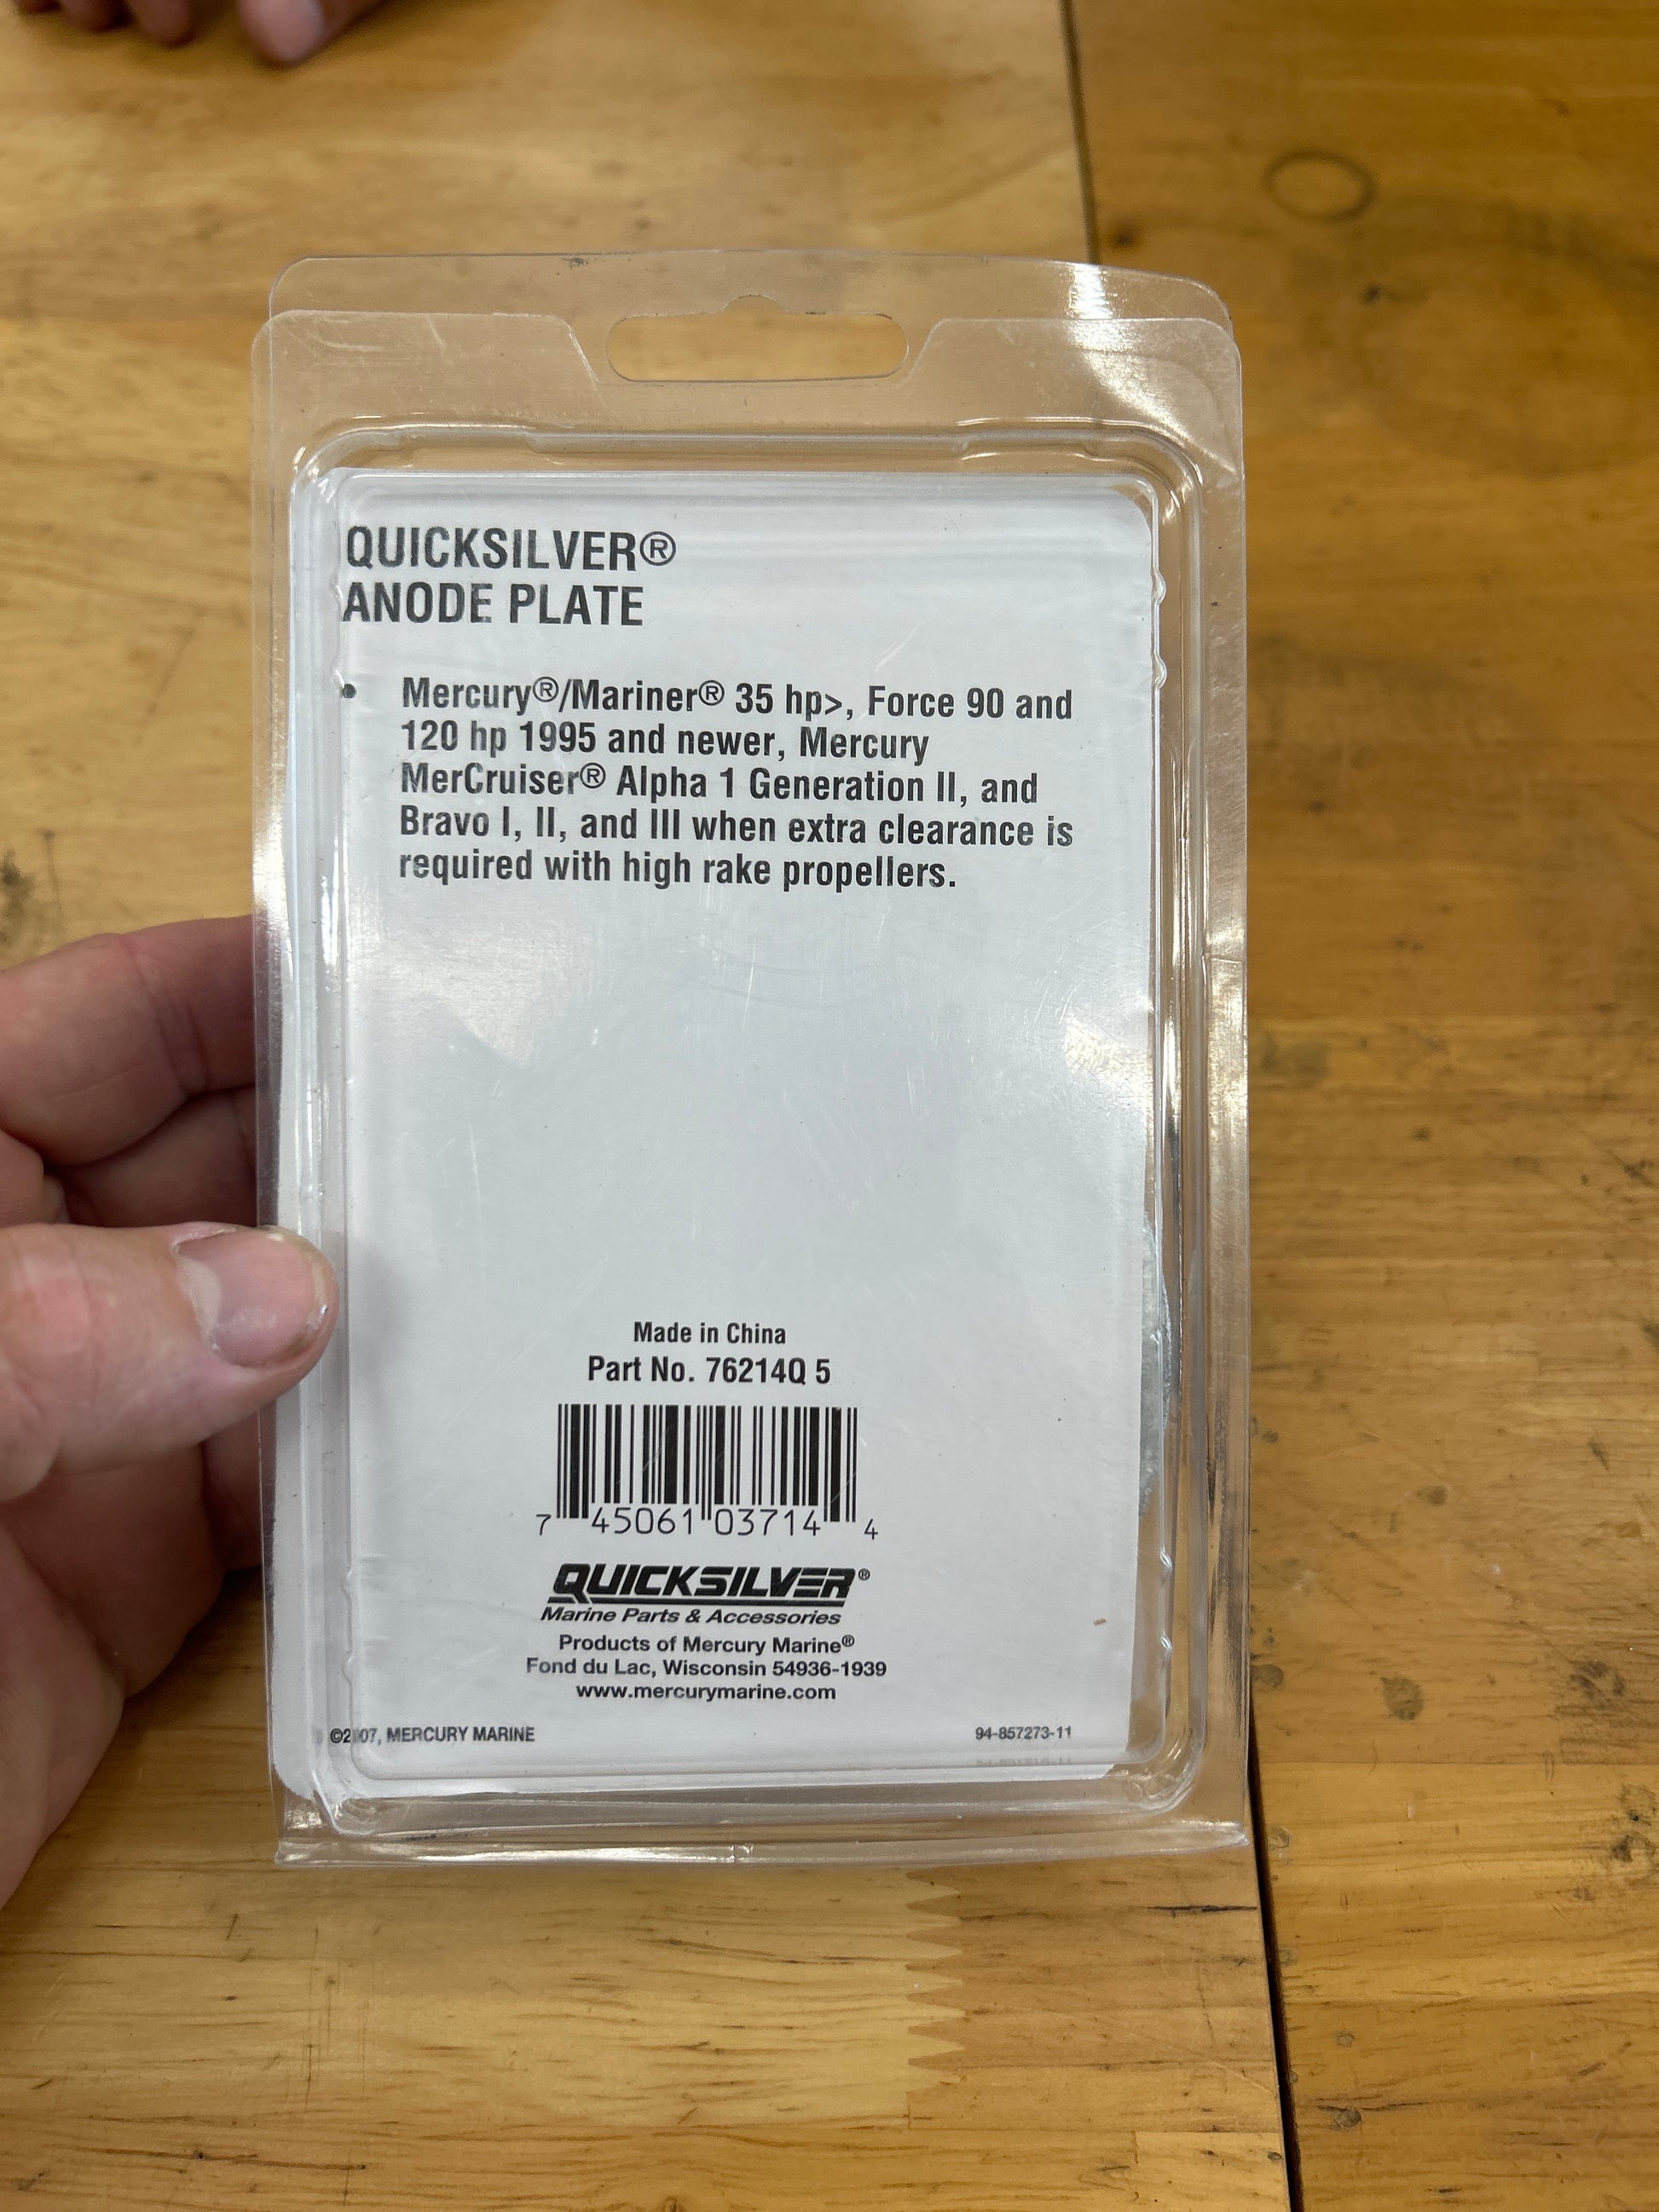 QUICKSILVER®
ANODE PLATE
• Mercury®/Mariner® 35 hp>, Force 90 and
120 hp 1995 and newer, Mercury
MerCruiser® Alpha 1 Generation II, and
Bravo I, II, and III when extra clearance is
required with high rake propellers.
Made in China
Part No. 76214Q 5
7 45061 03714 4
QUICKSILVER®
Marine Parts & Accessories
Products of Mercury Marine®
Fond du Lac, Wisconsin 54936-1939
www.mercurymarine.com
©2007, MERCURY MARINE
94-857273-11